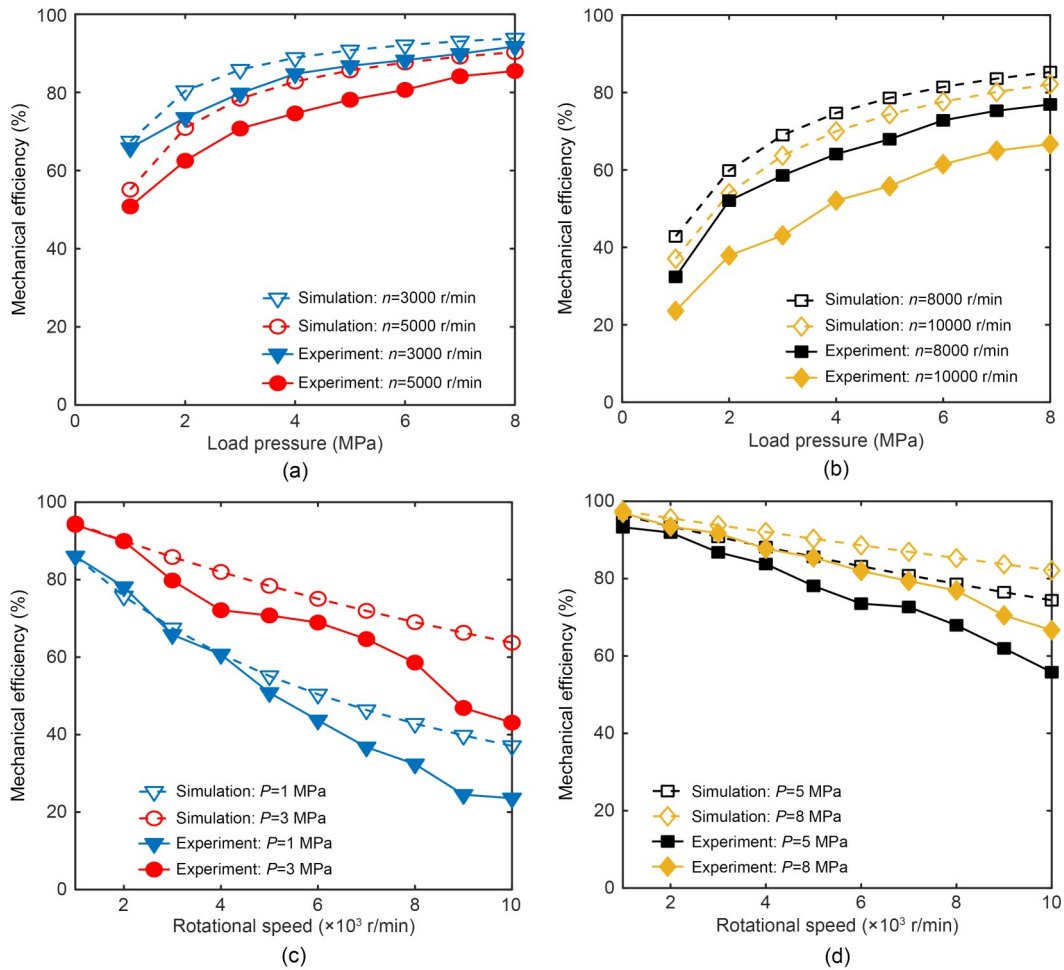 100
80
60
40
20
0
Mechanical efficiency (%)
Simulation: n=3000 r/min
Simulation: n=5000 r/min
Experiment: n=3000 r/min
Experiment: n=5000 r/min
0 2 4 6 8
Load pressure (MPa)
(a)
100
80
60
40
20
0
Mechanical efficiency (%)
Simulation: n=8000 r/min
Simulation: n=10000 r/min
Experiment: n=8000 r/min
Experiment: n=10000 r/min
0 2 4 6 8
Load pressure (MPa)
(b)
100
80
60
40
20
0
Mechanical efficiency (%)
Simulation: P=1 MPa
Simulation: P=3 MPa
Experiment: P=1 MPa
Experiment: P=3 MPa
2 4 6 8 10
Rotational speed (×10³ r/min)
(c)
100
80
60
40
20
0
Mechanical efficiency (%)
Simulation: P=5 MPa
Simulation: P=8 MPa
Experiment: P=5 MPa
Experiment: P=8 MPa
2 4 6 8 10
Rotational speed (×10³ r/min)
(d)